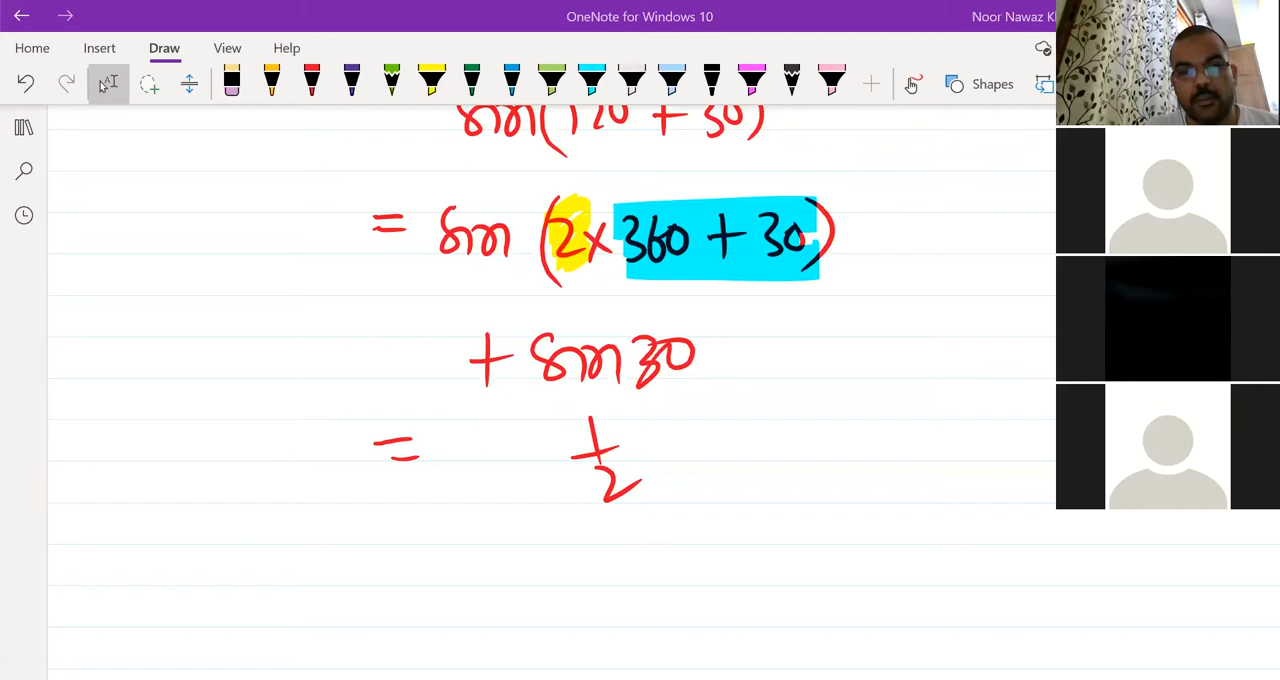 OneNote for Windows 10
Noor Nawaz Kh
Home Insert Draw View Help
Shapes
sin(720 + 30)
= sin (2 x 360 + 30)
+ sin 30
= 1/2